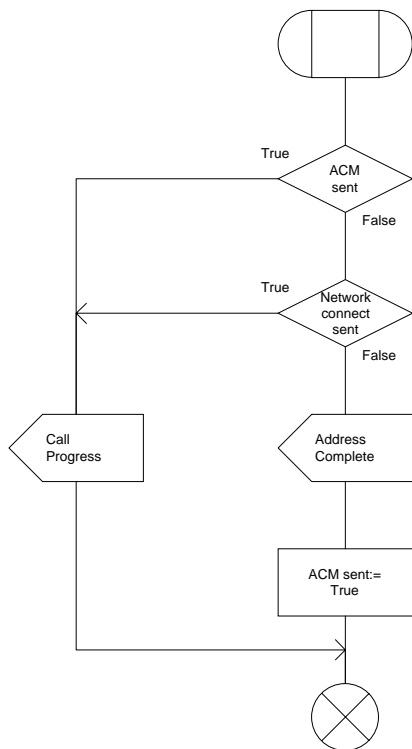 True
ACM
sent
False
True
Network
connect
sent
False
Call
Progress
Address
Complete
ACM sent:=
True